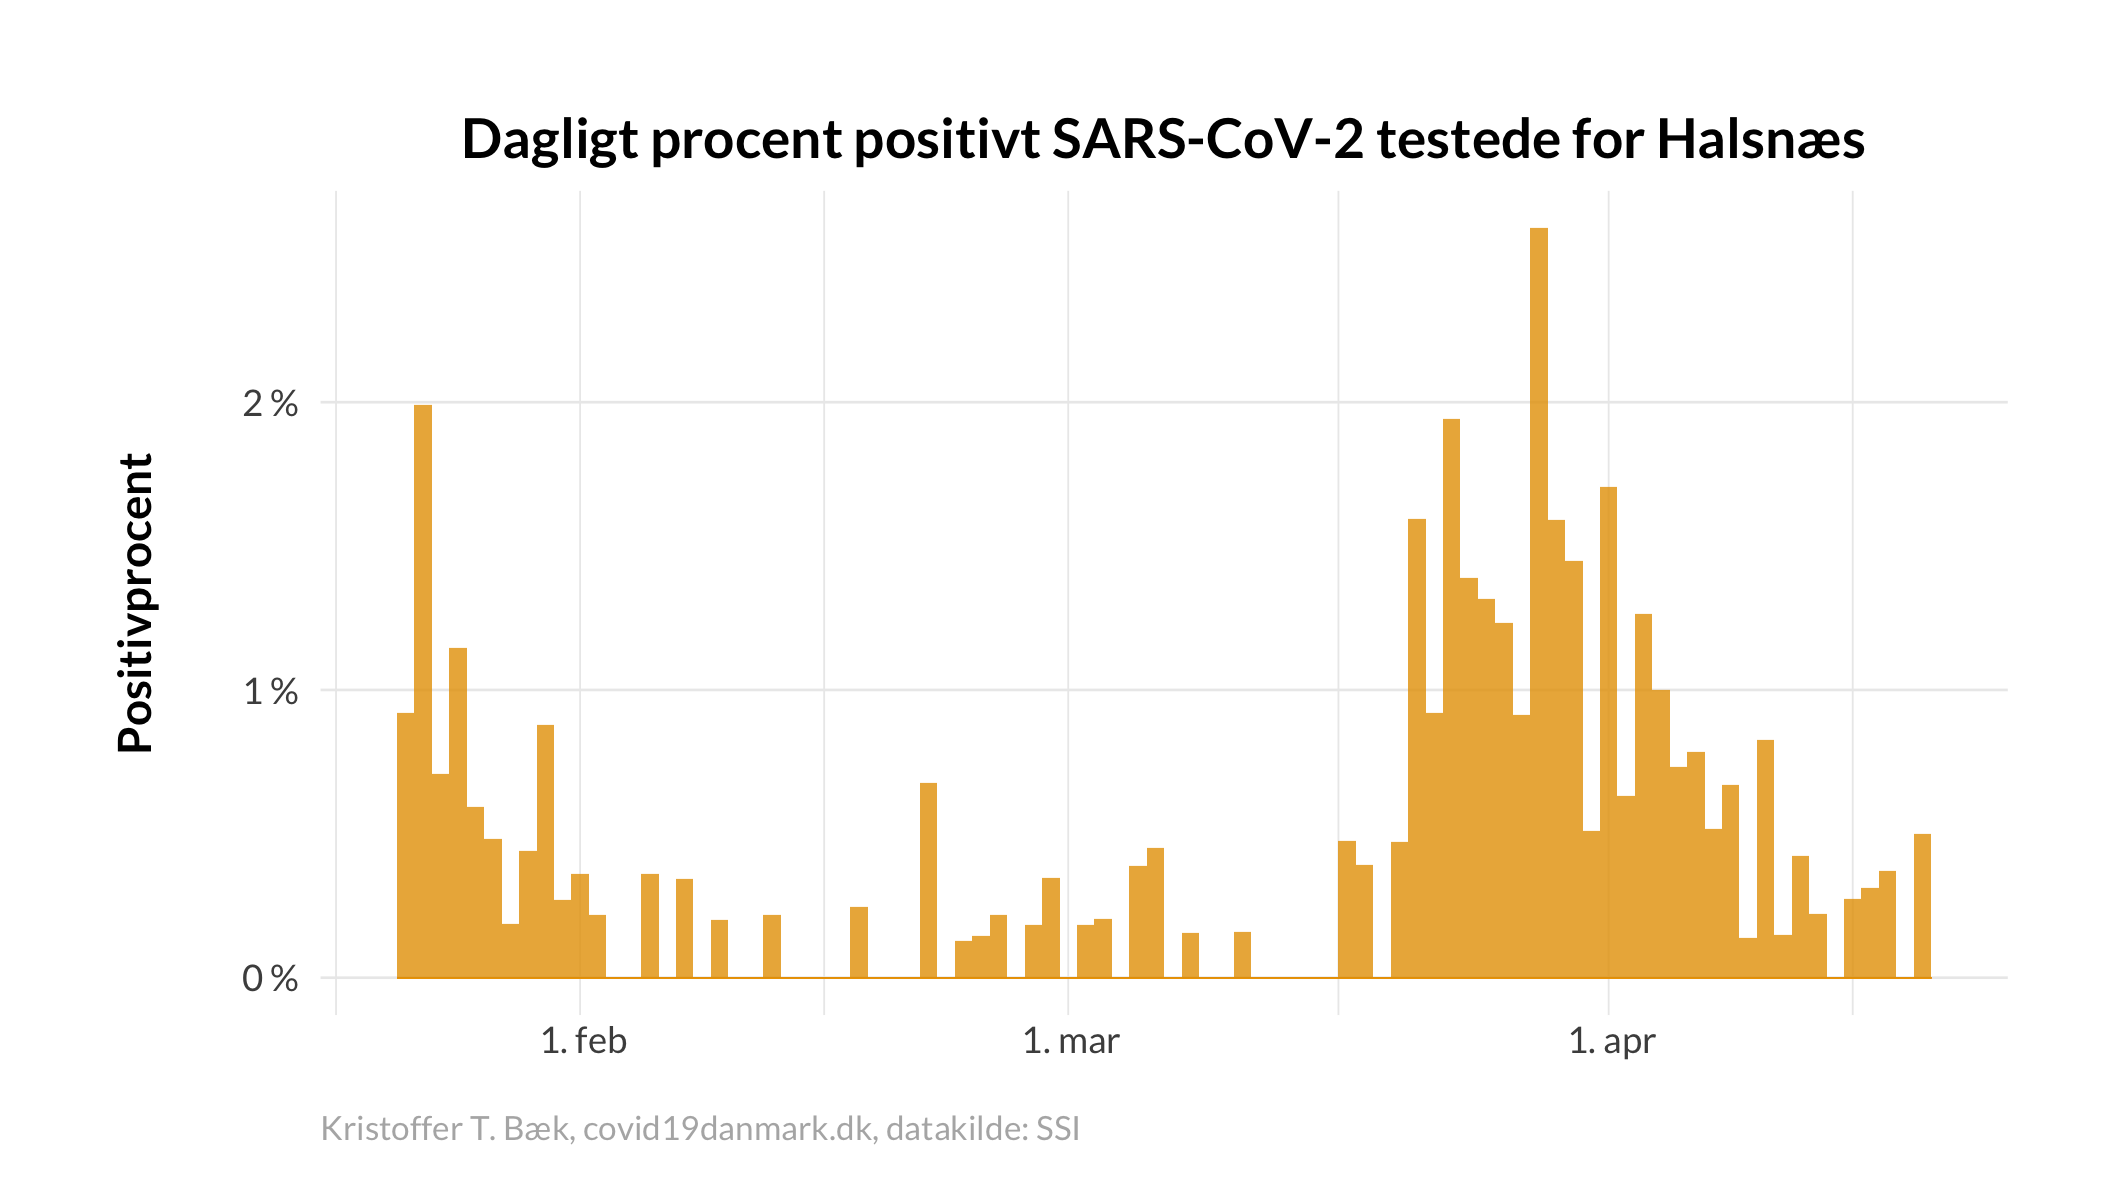 Dagligt procent positivt SARS-CoV-2 testede for Halsnæs
Positivprocent
2 %
1 %
0 %
1. feb
1. mar
1. apr
Kristoffer T. Bæk, covid19danmark.dk, datakilde: SSI